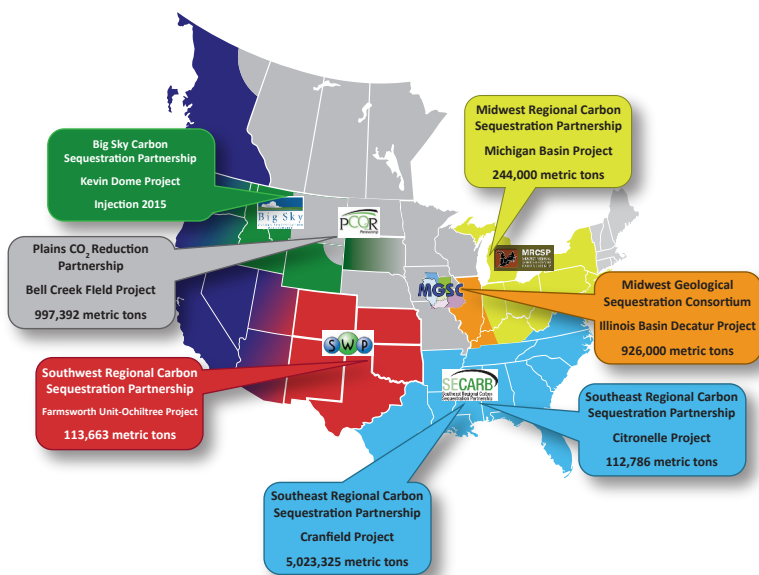 Midwest Regional Carbon
Sequestration Partnership
Michigan Basin Project
244,000 metric tons
Big Sky Carbon
Sequestration Partnership
Kevin Dome Project
Injection 2015
Big Sky
PCOR
Partnership
Plains CO₂ Reduction
Partnership
Bell Creek FIeld Project
997,392 metric tons
MRCSP
MGSC
Midwest Geological
Sequestration Consortium
Illinois Basin Decatur Project
926,000 metric tons
SWP
Southwest Regional Carbon
Sequestration Partnership
Farmsworth Unit-Ochiltree Project
113,663 metric tons
SECARB
Southeast Regional Carbon
Sequestration Partnership
Southeast Regional Carbon
Sequestration Partnership
Citronelle Project
112,786 metric tons
Southeast Regional Carbon
Sequestration Partnership
Cranfield Project
5,023,325 metric tons